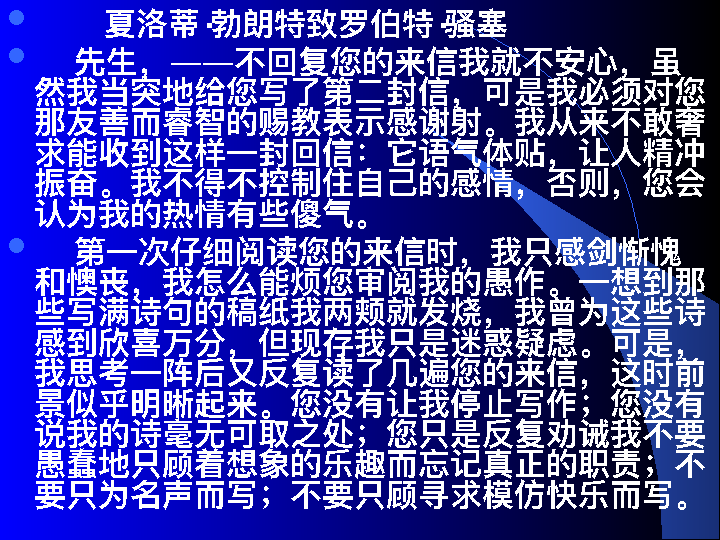 夏洛蒂·勃朗特致罗伯特·骚塞
先生，——不回复您的来信我就不安心，虽
然我当突地给您写了第二封信，可是我必须对您
那友善而睿智的赐教表示感谢射。我从来不敢奢
求能收到这样一封回信：它语气体贴，让人精冲
振奋。我不得不控制住自己的感情，否则，您会
认为我的热情有些傻气。
第一次仔细阅读您的来信时，我只感剑惭愧
和懊丧，我怎么能烦您审阅我的愚作。一想到那
些写满诗句的稿纸我两颊就发烧，我曾为这些诗
感到欣喜万分，但现存我只是迷惑疑虑。可是，
我思考一阵后又反复读了几遍您的来信，这时前
景似乎明晰起来。您没有让我停止写作；您没有
说我的诗毫无可取之处；您只是反复劝诫我不要
愚蠢地只顾着想象的乐趣而忘记真正的职责；不
要只为名声而写；不要只顾寻求模仿快乐而写。